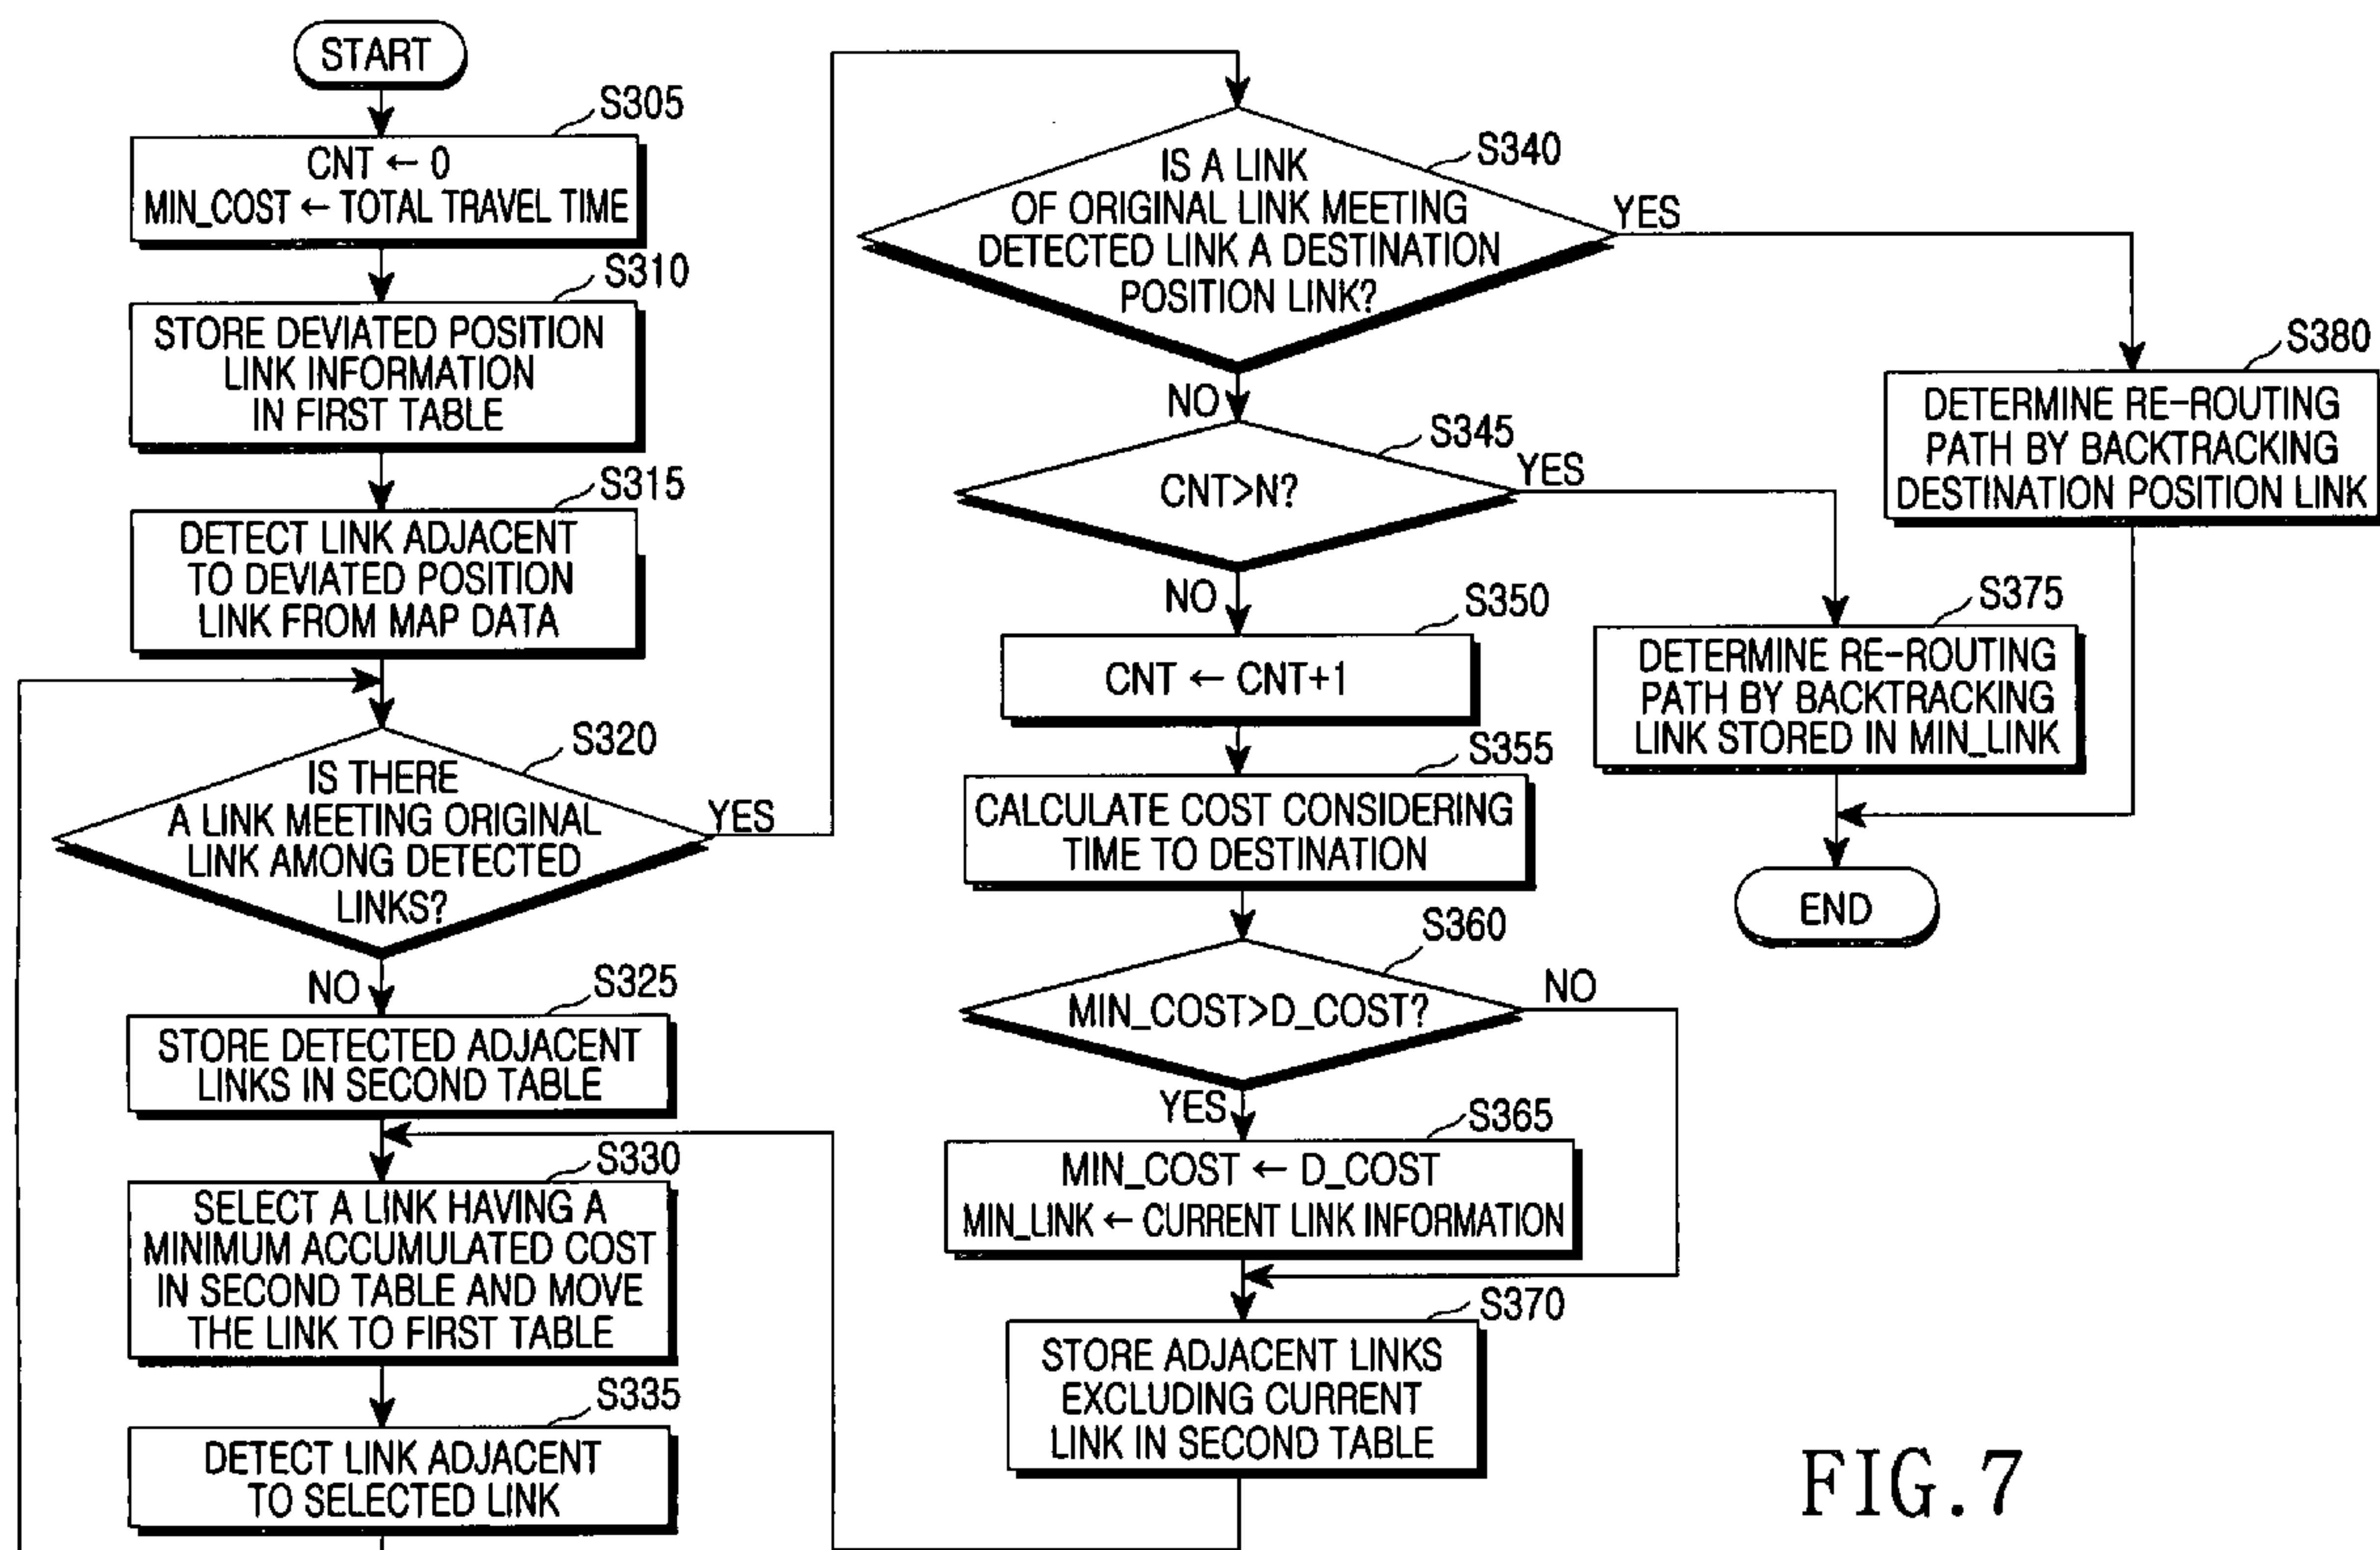 START
S305
CNT ← 0
MIN_COST ← TOTAL TRAVEL TIME
S310
STORE DEVIATED POSITION
LINK INFORMATION
IN FIRST TABLE
S315
DETECT LINK ADJACENT
TO DEVIATED POSITION
LINK FROM MAP DATA
S320
IS THERE
A LINK MEETING ORIGINAL
LINK AMONG DETECTED
LINKS?
YES
NO
S325
STORE DETECTED ADJACENT
LINKS IN SECOND TABLE
S330
SELECT A LINK HAVING A
MINIMUM ACCUMULATED COST
IN SECOND TABLE AND MOVE
THE LINK TO FIRST TABLE
S335
DETECT LINK ADJACENT
TO SELECTED LINK
S340
IS A LINK
OF ORIGINAL LINK MEETING
DETECTED LINK A DESTINATION
POSITION LINK?
YES
NO
S345
CNT>N?
YES
NO
S350
CNT ← CNT+1
S355
CALCULATE COST CONSIDERING
TIME TO DESTINATION
S360
MIN_COST>D_COST?
NO
YES
S365
MIN_COST ← D_COST
MIN_LINK ← CURRENT LINK INFORMATION
S370
STORE ADJACENT LINKS
EXCLUDING CURRENT
LINK IN SECOND TABLE
S380
DETERMINE RE-ROUTING
PATH BY BACKTRACKING
DESTINATION POSITION LINK
S375
DETERMINE RE-ROUTING
PATH BY BACKTRACKING
LINK STORED IN MIN_LINK
END
FIG.7